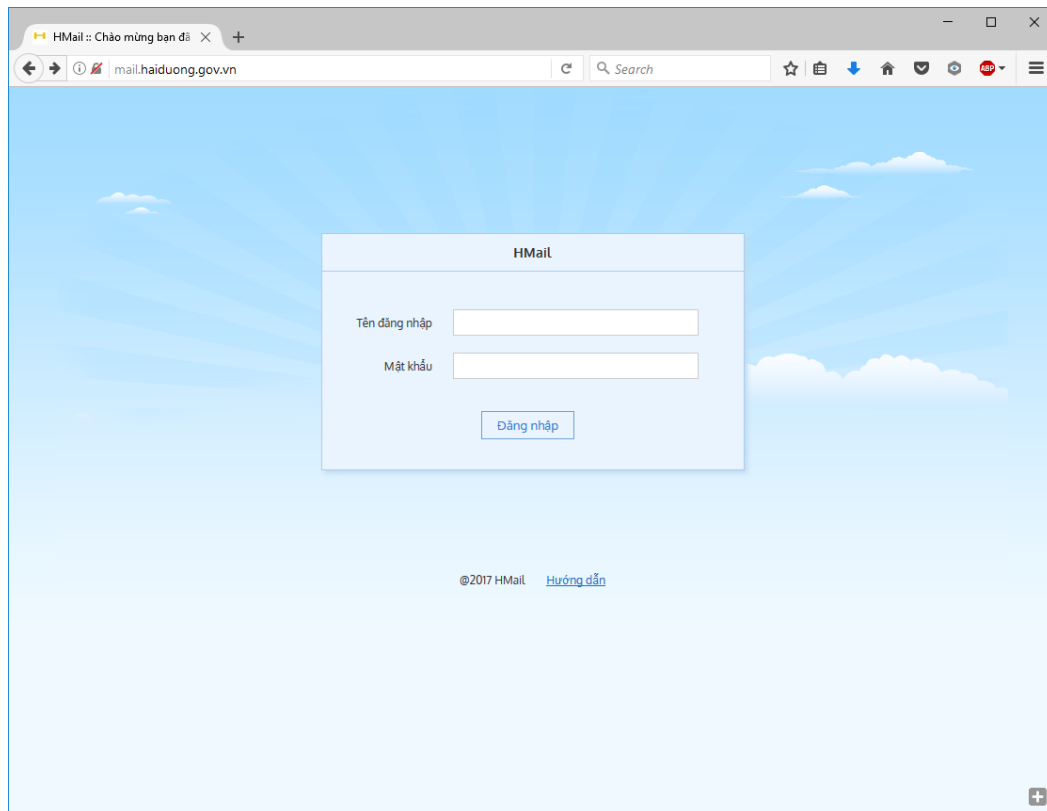 HMail :: Chào mừng bạn đã
mail.haiduong.gov.vn
Search
ABP
HMail
Tên đăng nhập
Mật khẩu
Đăng nhập
@2017 HMail Hướng dẫn